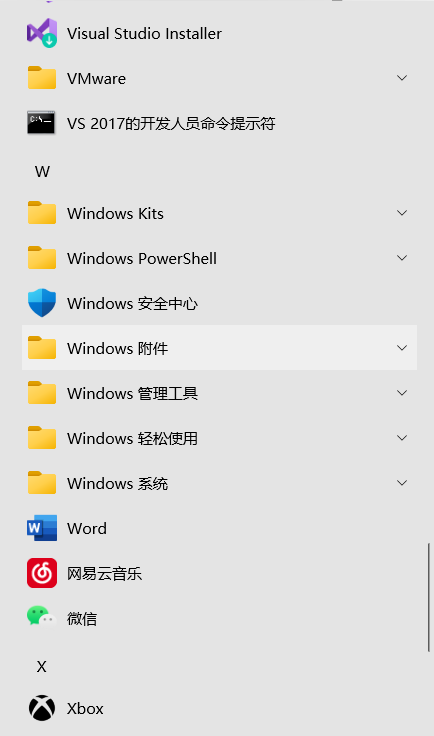 Visual Studio Installer
VMware
VS 2017的开发人员命令提示符
W
Windows Kits
Windows PowerShell
Windows 安全中心
Windows 附件
Windows 管理工具
Windows 轻松使用
Windows 系统
Word
网易云音乐
微信
X
Xbox